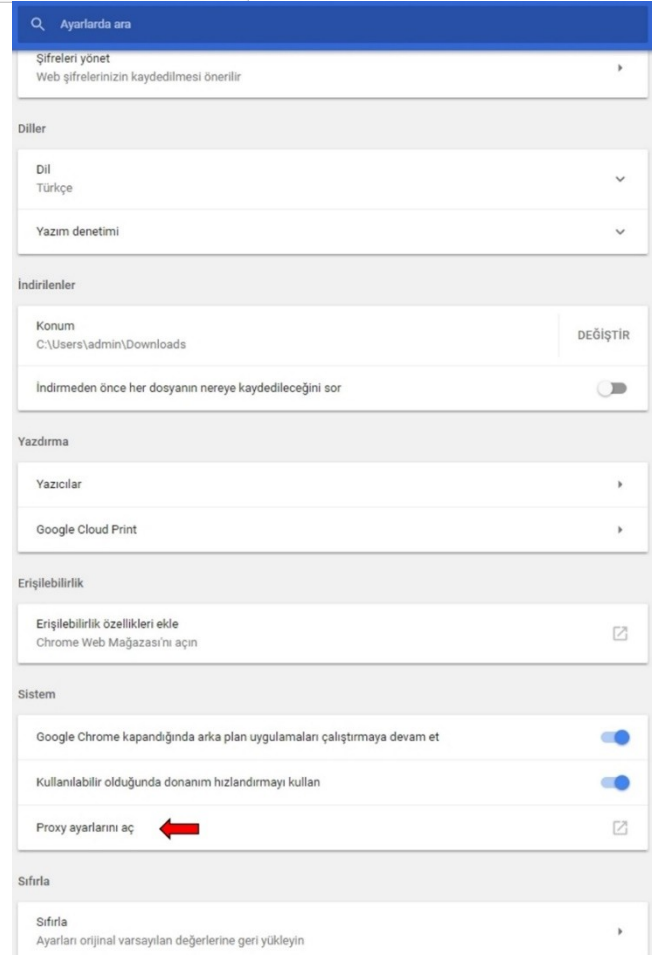 Ayarlarda ara
Şifreleri yönet
Web şifrelerinizin kaydedilmesi önerilir
Diller
Dil
Türkçe
Yazım denetimi
İndirilenler
Konum
C:\Users\admin\Downloads
DEĞİŞTİR
İndirmeden önce her dosyanın nereye kaydedileceğini sor
Yazdırma
Yazıcılar
Google Cloud Print
Erişilebilirlik
Erişilebilirlik özellikleri ekle
Chrome Web Mağazası'nı açın
Sistem
Google Chrome kapandığında arka plan uygulamaları çalıştırmaya devam et
Kullanılabilir olduğunda donanım hızlandırmayı kullan
Proxy ayarlarını aç
Sıfırla
Sıfırla
Ayarları orijinal varsayılan değerlerine geri yükleyin